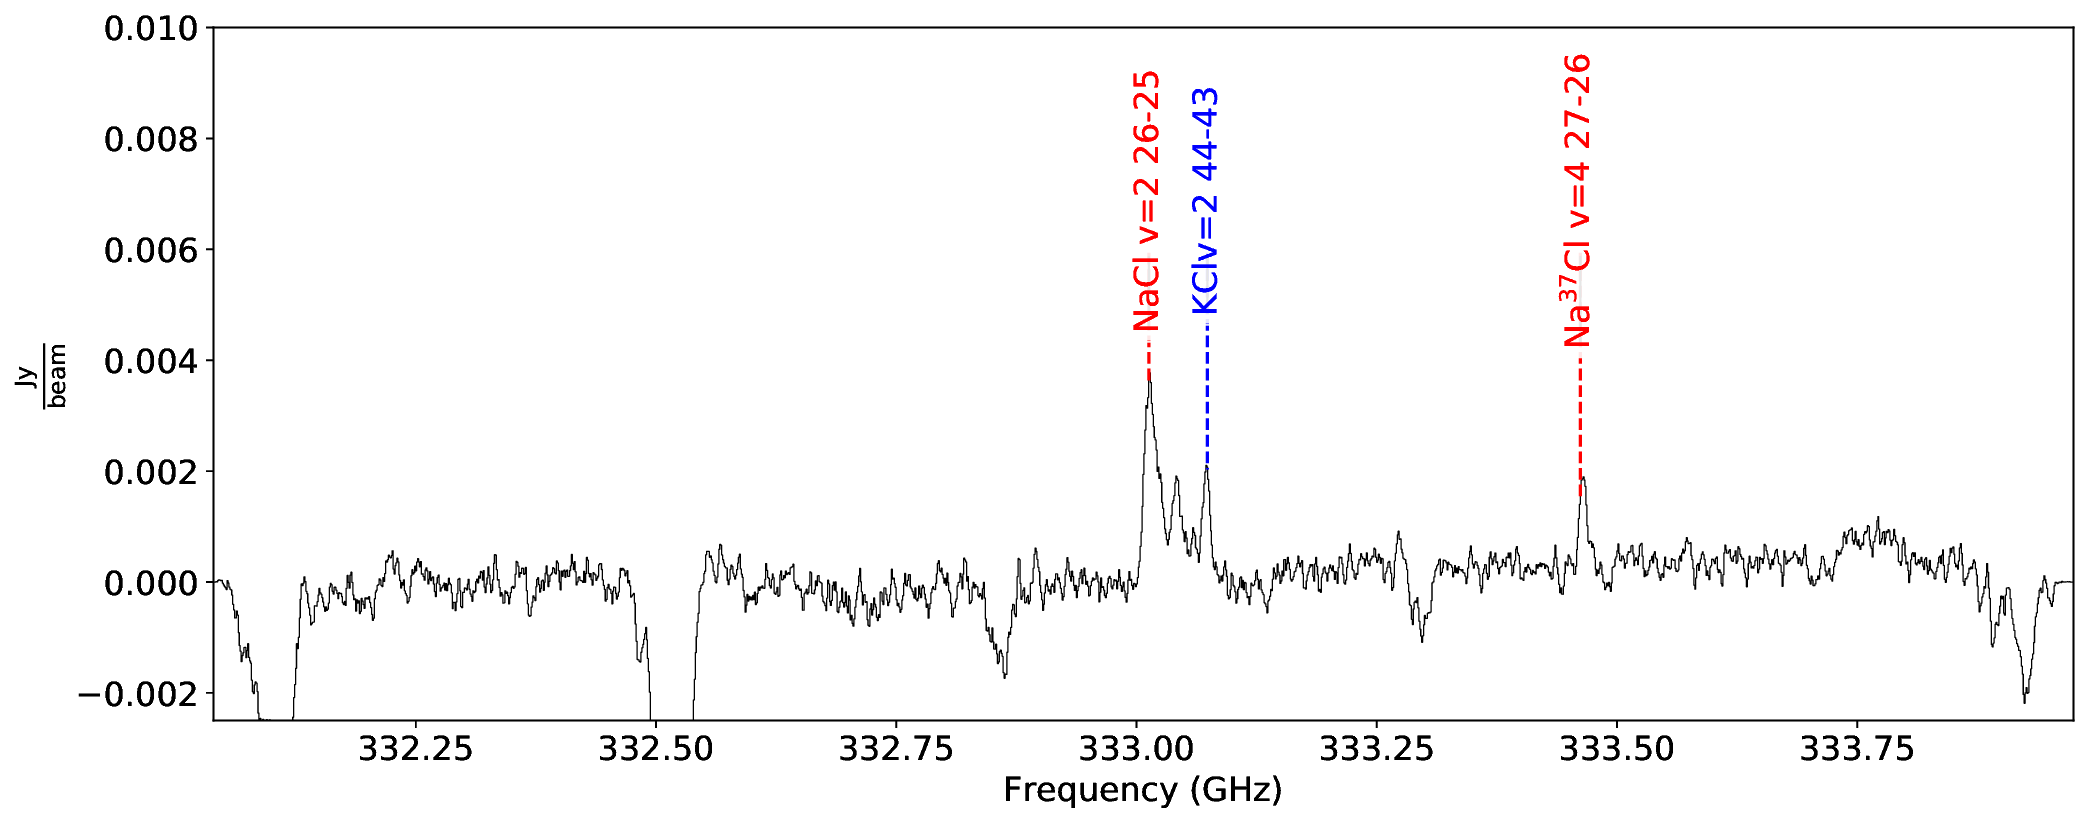 0.010
0.008
0.006
0.004
0.002
0.000
−0.002
Jy
beam
NaCl v=2 26-25
KClv=2 44-43
Na³⁷Cl v=4 27-26
332.25 332.50 332.75 333.00 333.25 333.50 333.75
Frequency (GHz)